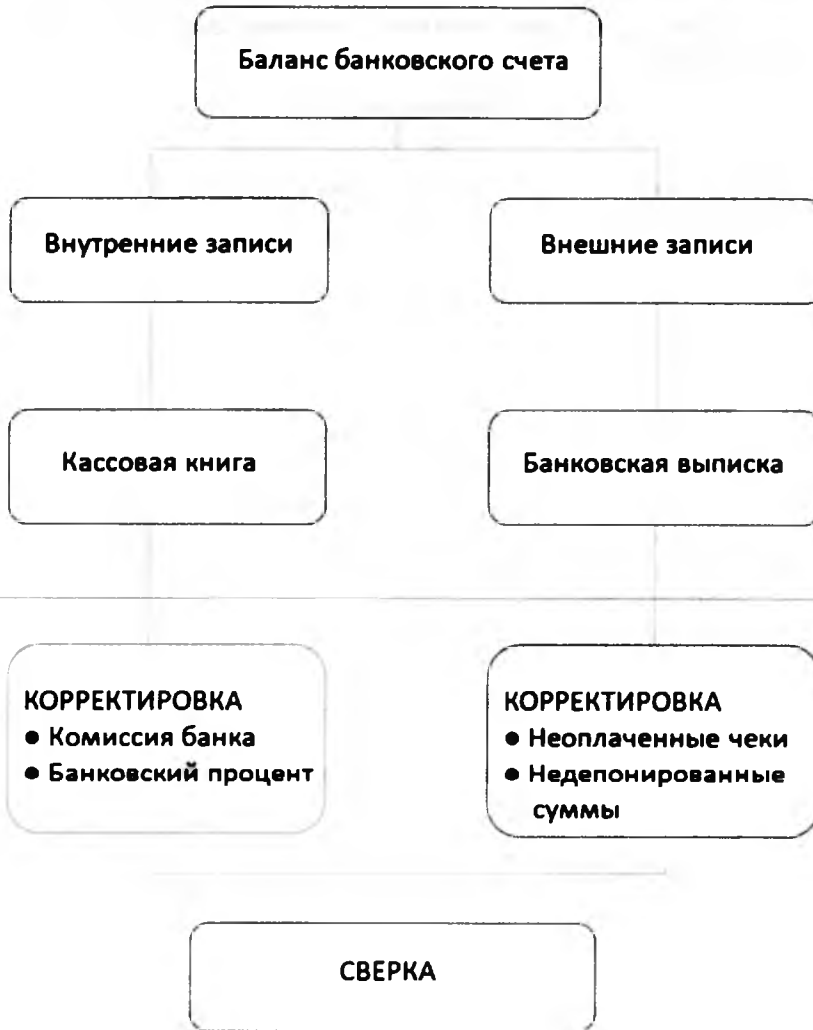 Баланс банковского счета
Внутренние записи
Внешние записи
Кассовая книга
Банковская выписка
КОРРЕКТИРОВКА
● Комиссия банка
● Банковский процент
КОРРЕКТИРОВКА
● Неоплаченные чеки
● Недепонированные
суммы
СВЕРКА